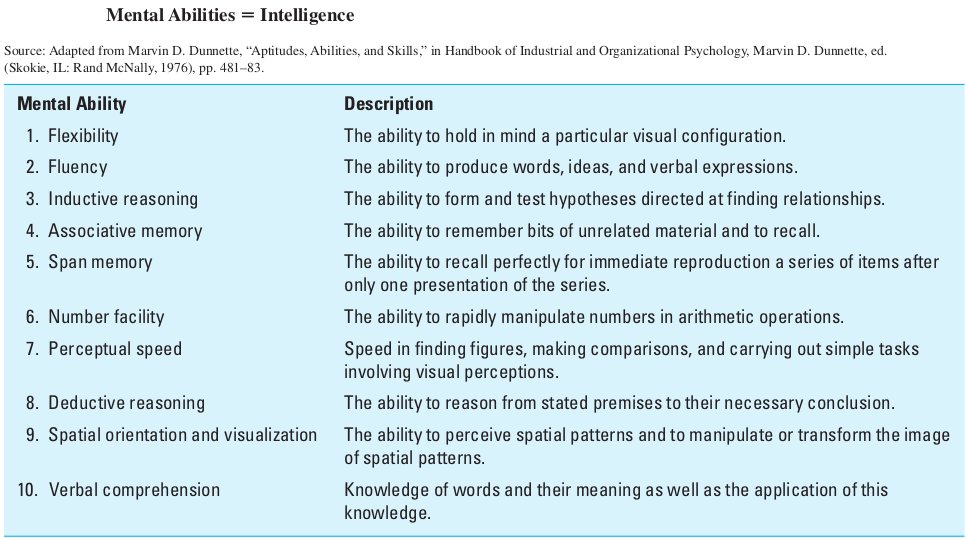 Mental Abilities = Intelligence
Source: Adapted from Marvin D. Dunnette, “Aptitudes, Abilities, and Skills,” in Handbook of Industrial and Organizational Psychology, Marvin D. Dunnette, ed.
(Skokie, IL: Rand McNally, 1976), pp. 481–83.
Mental Ability Description
1. Flexibility The ability to hold in mind a particular visual configuration.
2. Fluency The ability to produce words, ideas, and verbal expressions.
3. Inductive reasoning The ability to form and test hypotheses directed at finding relationships.
4. Associative memory The ability to remember bits of unrelated material and to recall.
5. Span memory The ability to recall perfectly for immediate reproduction a series of items after
only one presentation of the series.
6. Number facility The ability to rapidly manipulate numbers in arithmetic operations.
7. Perceptual speed Speed in finding figures, making comparisons, and carrying out simple tasks
involving visual perceptions.
8. Deductive reasoning The ability to reason from stated premises to their necessary conclusion.
9. Spatial orientation and visualization The ability to perceive spatial patterns and to manipulate or transform the image
of spatial patterns.
10. Verbal comprehension Knowledge of words and their meaning as well as the application of this
knowledge.